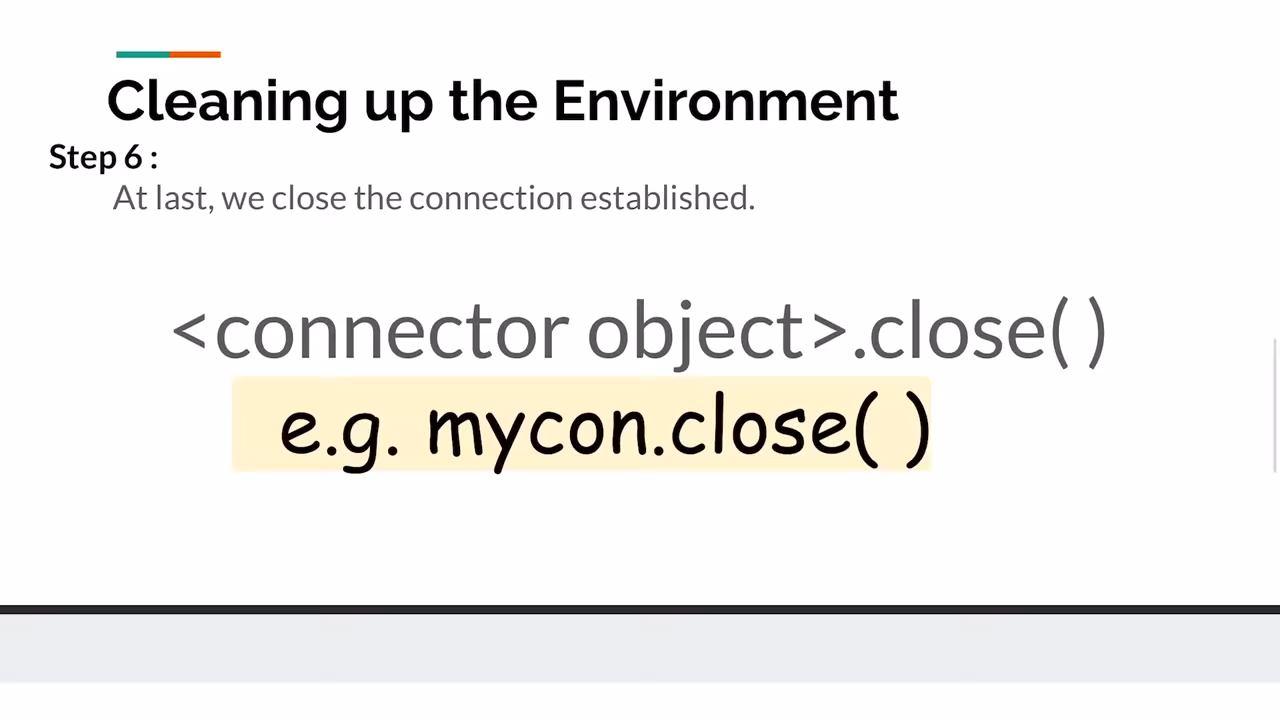 Cleaning up the Environment
Step 6 :
At last, we close the connection established.
<connector object>.close( )
e.g. mycon.close( )